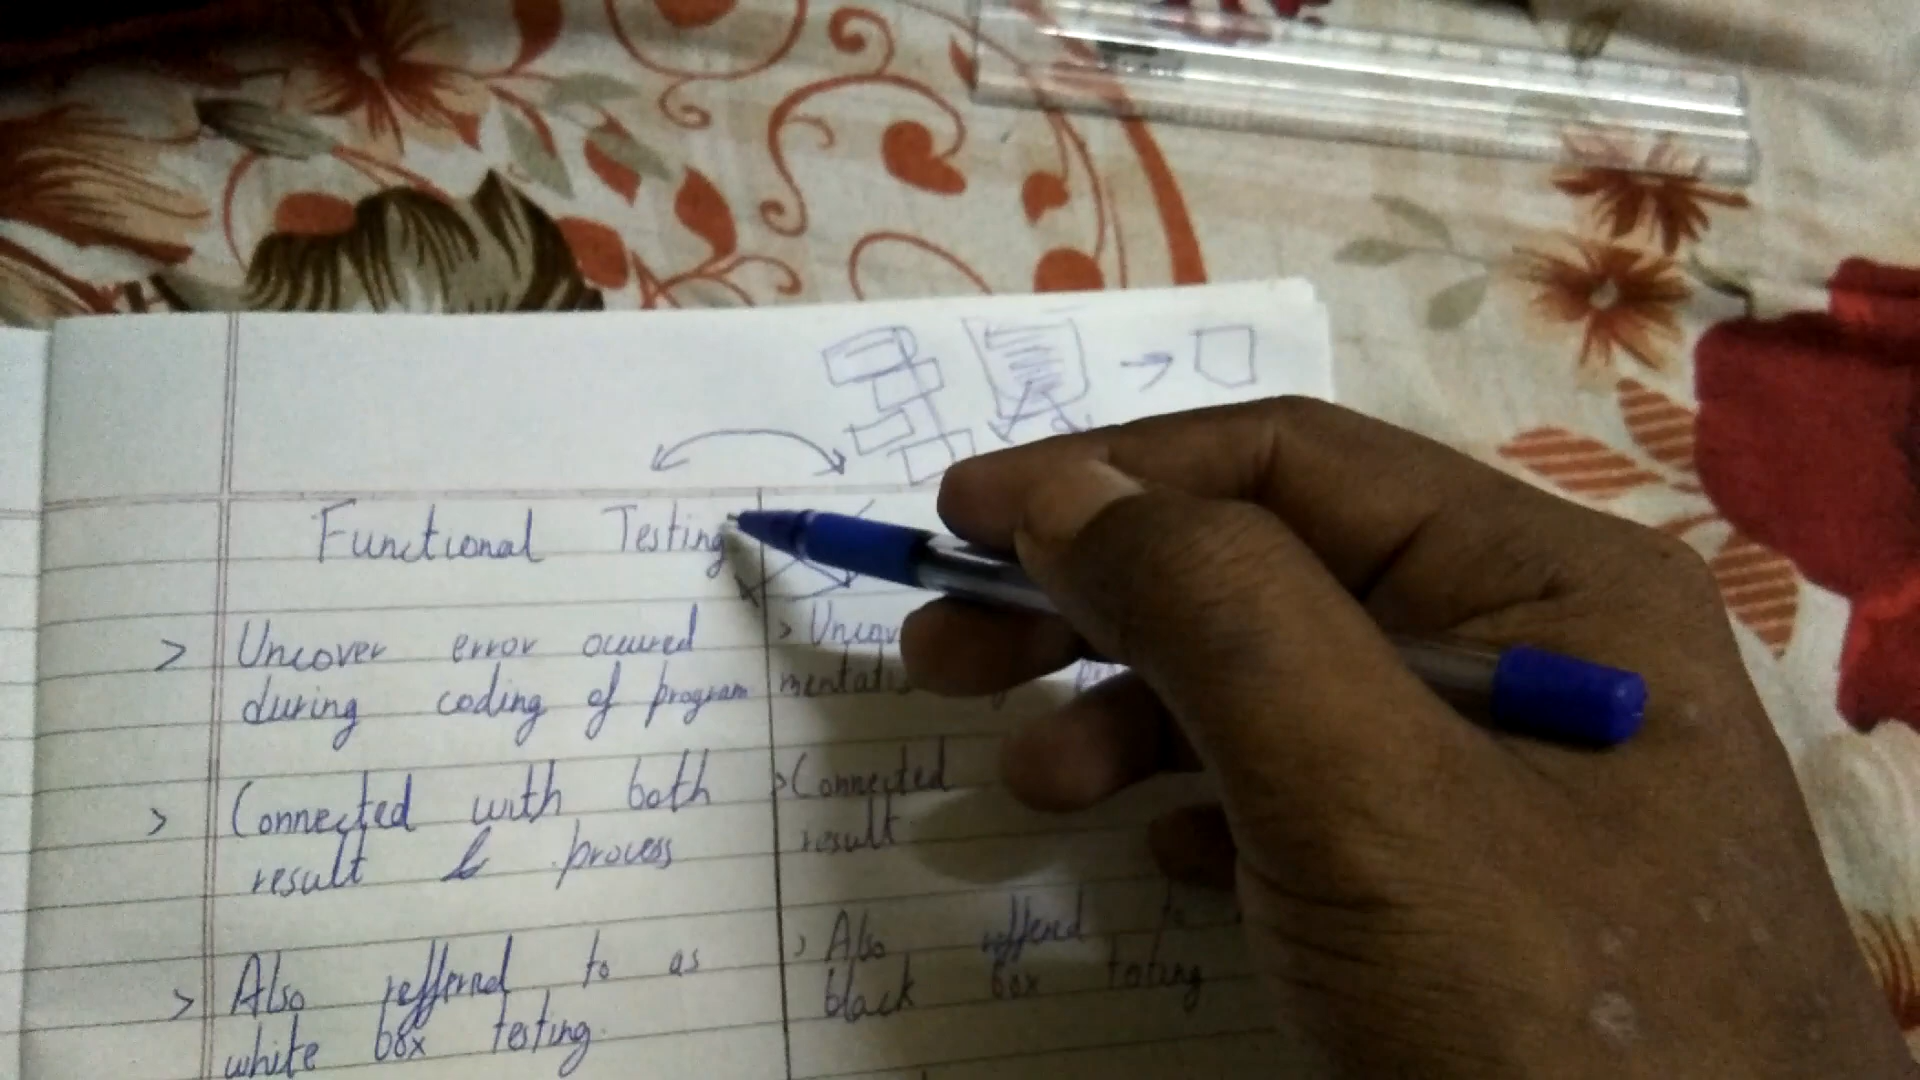 Functional Testing
> Uncover error occured
during coding of program
> Connected with both
result & process
> Also reffered to as
white box testing.
>
> Connected
result
> Also reffered to
black box testing